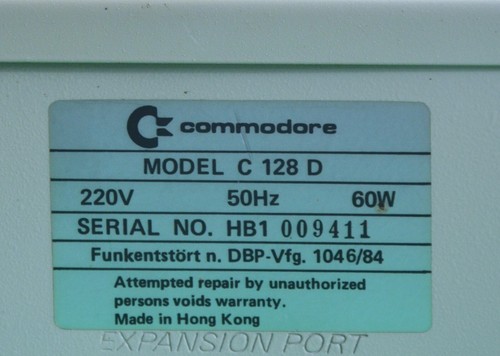 commodore
MODEL C 128 D
220V 50Hz 60W
SERIAL NO. HB1 009411
Funkentstört n. DBP-Vfg. 1046/84
Attempted repair by unauthorized
persons voids warranty.
Made in Hong Kong
EXPANSION PORT